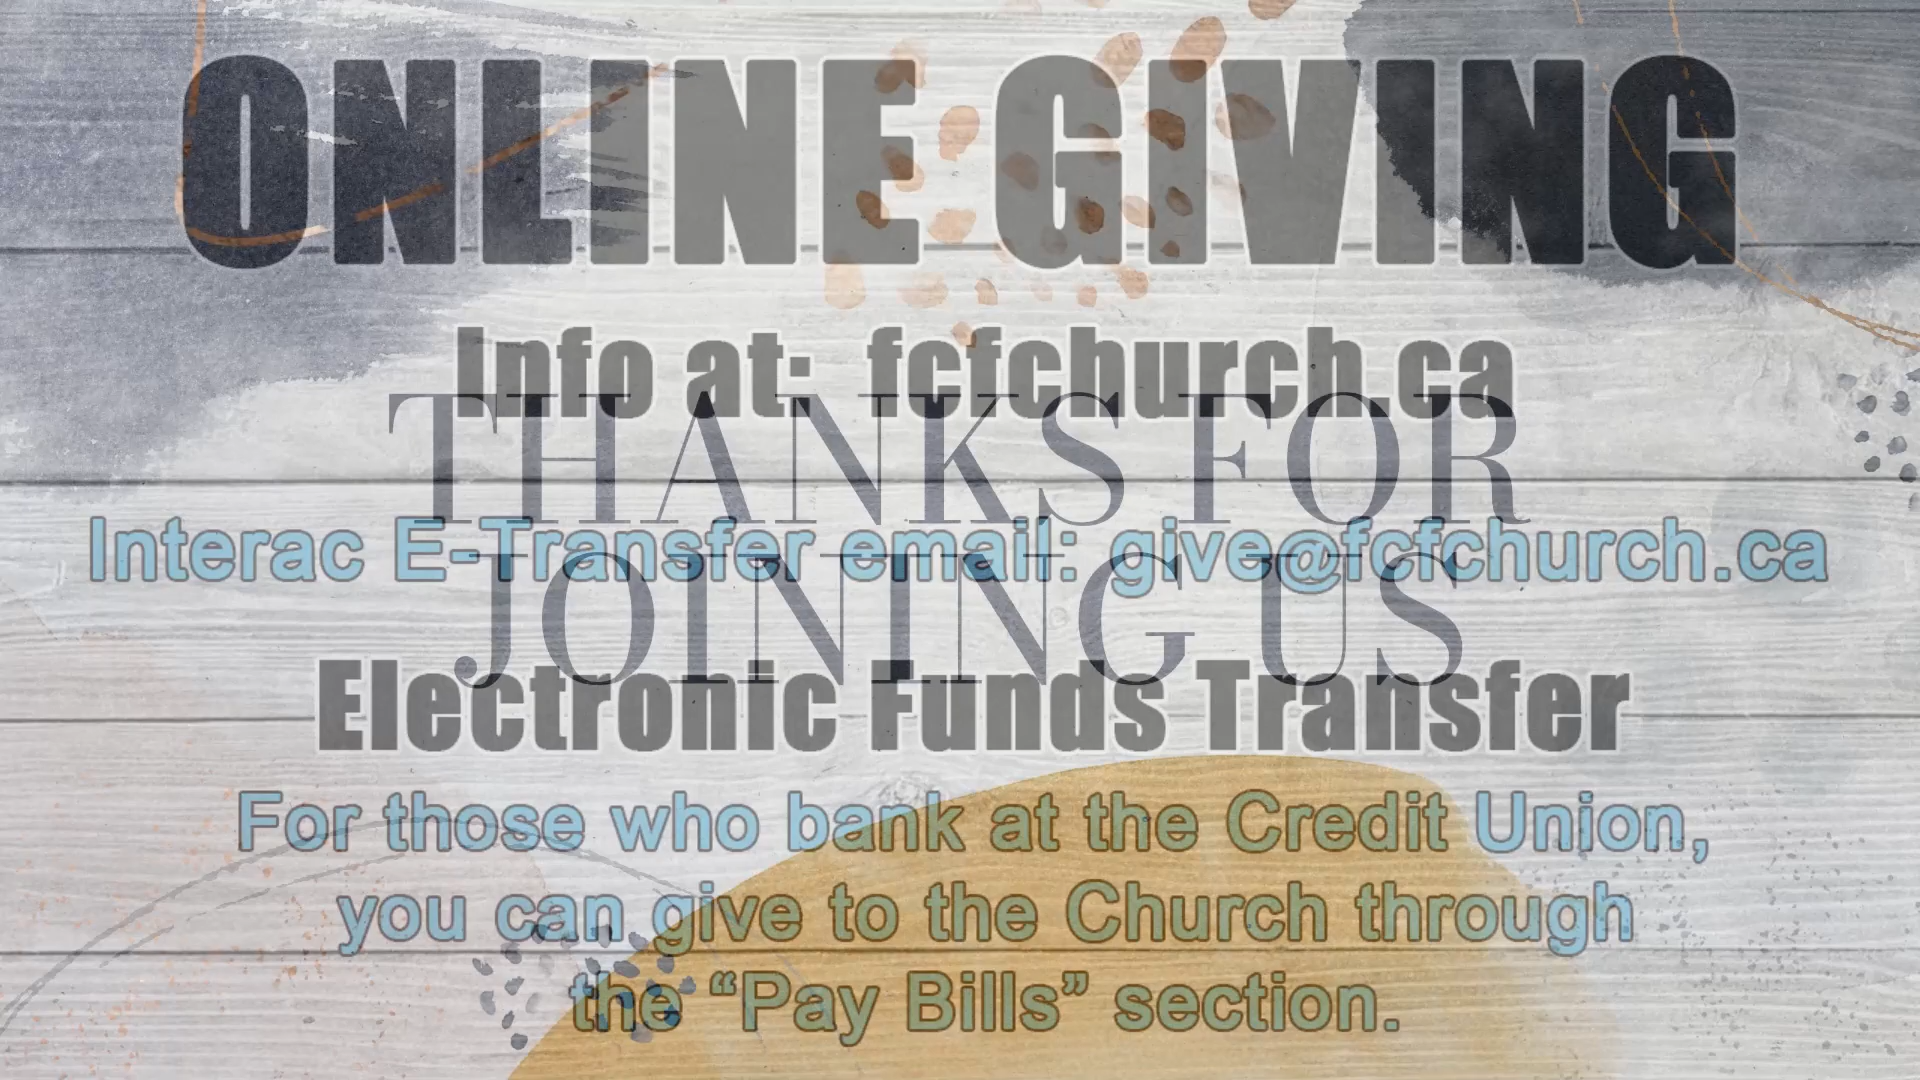 ONLINE GIVING
Info at: fcfchurch.ca
THANKS FOR
Interac E-Transfer email: give@fcfchurch.ca
JOINING US
Electronic Funds Transfer
For those who bank at the Credit Union,
you can give to the Church through
the “Pay Bills” section.